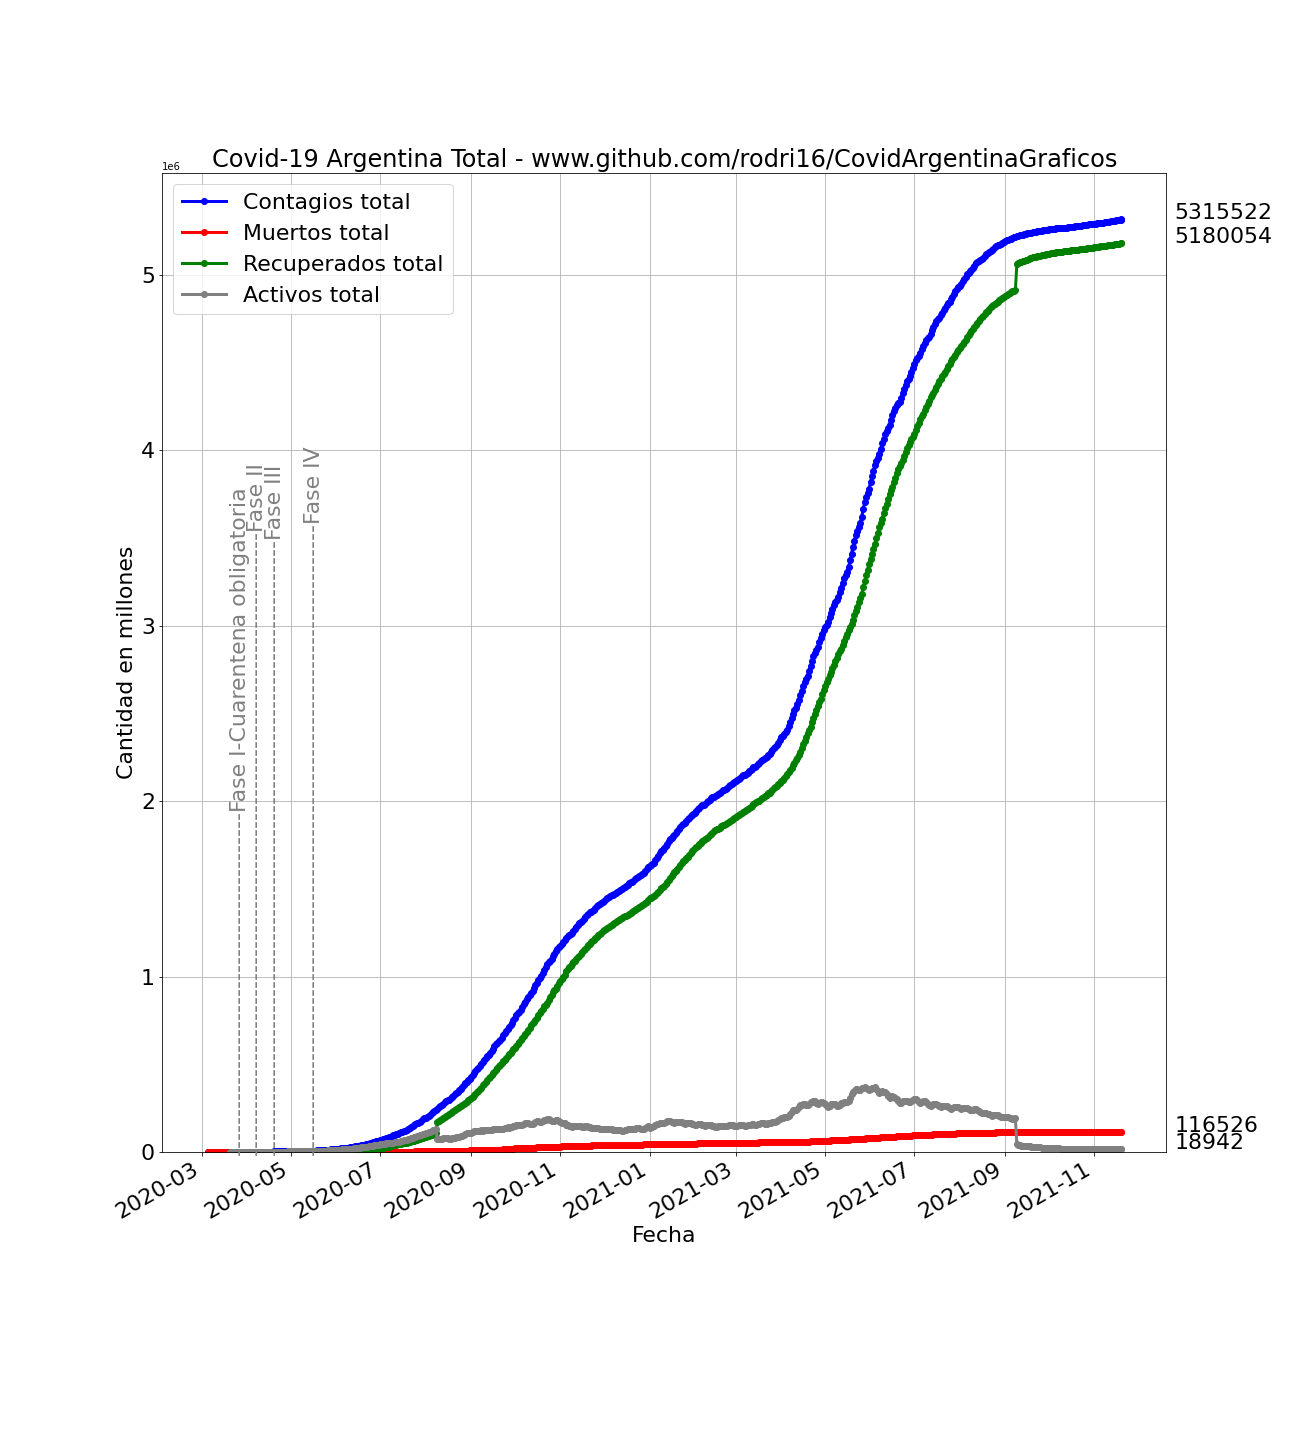 Covid-19 Argentina Total - www.github.com/rodri16/CovidArgentinaGraficos
1e6
Contagios total
Muertos total
Recuperados total
Activos total
5315522
5180054
116526
18942
Cantidad en millones
5
4
3
2
1
0
Fase I-Cuarentena obligatoria
Fase II
Fase III
Fase IV
2020-03
2020-05
2020-07
2020-09
2020-11
2021-01
2021-03
2021-05
2021-07
2021-09
2021-11
Fecha